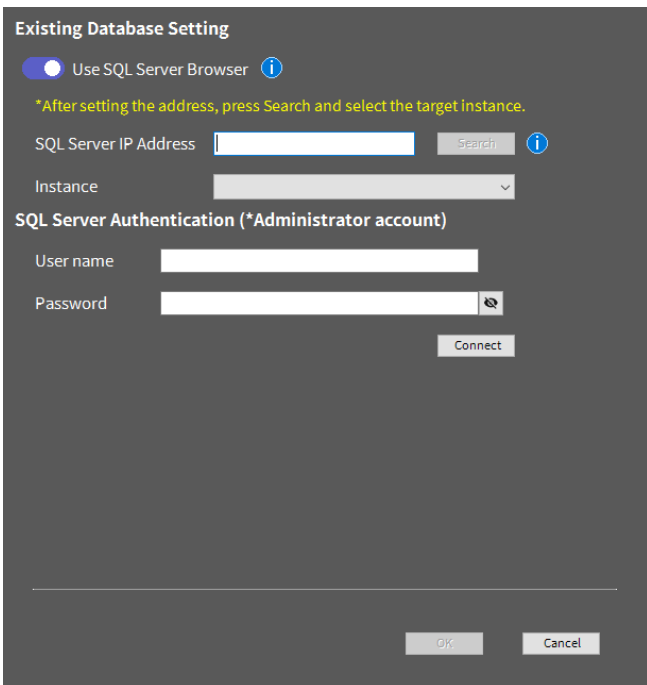 Existing Database Setting
Use SQL Server Browser
*After setting the address, press Search and select the target instance.
SQL Server IP Address Search
Instance
SQL Server Authentication (*Administrator account)
User name
Password
Connect
OK Cancel